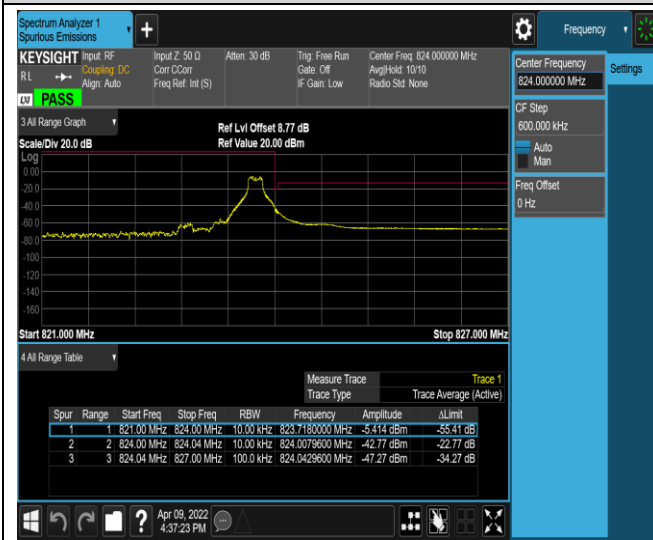 Spectrum Analyzer 1
Spurious Emissions
Frequency
KEYSIGHT
RL
LXI
PASS
Input: RF
Coupling: DC
Align: Auto
Input Z: 50 Ω
Corr CCorr
Freq Ref: Int (S)
Atten: 30 dB
Trig: Free Run
Gate: Off
IF Gain: Low
Center Freq: 824.000000 MHz
Avg|Hold: 10/10
Radio Std: None
Center Frequency
824.000000 MHz
Settings
CF Step
600.000 kHz
Auto
Man
Freq Offset
0 Hz
3 All Range Graph
Scale/Div 20.0 dB
Ref Lvl Offset 8.77 dB
Ref Value 20.00 dBm
Log
0.00
-20.0
-40.0
-60.0
-80.0
-100
-120
-140
-160
Start 821.000 MHz Stop 827.000 MHz
4 All Range Table
Measure Trace Trace 1
Trace Type Trace Average (Active)
Spur Range Start Freq Stop Freq RBW Frequency Amplitude ΔLimit
1 1 821.00 MHz 824.00 MHz 10.00 kHz 823.7180000 MHz -5.414 dBm -55.41 dB
2 2 824.00 MHz 824.04 MHz 10.00 kHz 824.0079600 MHz -42.77 dBm -22.77 dB
3 3 824.04 MHz 827.00 MHz 100.0 kHz 824.0429600 MHz -47.27 dBm -34.27 dB
Apr 09, 2022
4:37:23 PM